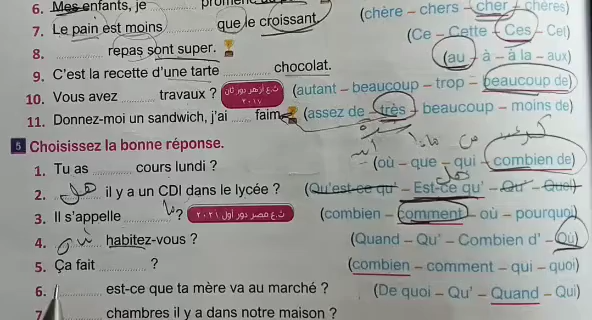 6. Mes enfants, je ............ (chère – chers – cher – chères)
7. Le pain est moins ............ que le croissant. (Ce – Cette – Ces – Cet)
8. ............ repas sont super. (au – à – à la – aux)
9. C'est la recette d'une tarte ............ chocolat.
10. Vous avez ............ travaux ? (autant – beaucoup – trop – beaucoup de)
11. Donnez-moi un sandwich, j'ai ...... faim. (assez de – très – beaucoup – moins de)
5 Choisissez la bonne réponse.
1. Tu as ............ cours lundi ? (où – que – qui – combien de)
2. ............ il y a un CDI dans le lycée ? (Qu'est-ce qu' – Est-ce qu' – Qu' – Quel)
هل
3. Il s'appelle ............ ? (combien – comment – où – pourquoi)
4. ............ habitez-vous ? (Quand – Qu' – Combien d' – Où)
5. Ça fait ............ ? (combien – comment – qui – quoi)
6. ............ est-ce que ta mère va au marché ? (De quoi – Qu' – Quand – Qui)
7. ............ chambres il y a dans notre maison ?